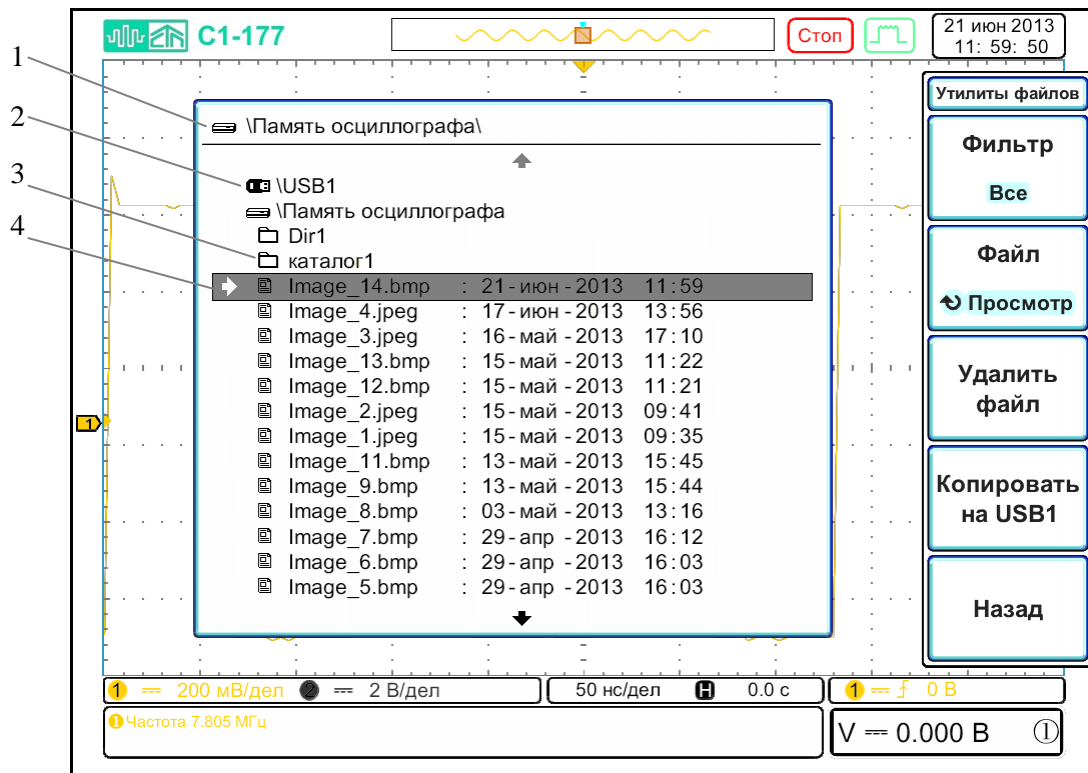 С1-177
Стоп
21 июн 2013
11: 59: 50
1
2
3
4
\Память осциллографа\
\USB1
\Память осциллографа
Dir1
каталог1
Image_14.bmp : 21-июн-2013 11:59
Image_4.jpeg : 17-июн-2013 13:56
Image_3.jpeg : 16-май-2013 17:10
Image_13.bmp : 15-май-2013 11:22
Image_12.bmp : 15-май-2013 11:21
Image_2.jpeg : 15-май-2013 09:41
Image_1.jpeg : 15-май-2013 09:35
Image_11.bmp : 13-май-2013 15:45
Image_9.bmp : 13-май-2013 15:44
Image_8.bmp : 03-май-2013 13:16
Image_7.bmp : 29-апр-2013 16:12
Image_6.bmp : 29-апр-2013 16:03
Image_5.bmp : 29-апр-2013 16:03
Утилиты файлов
Фильтр
Все
Файл
Просмотр
Удалить
файл
Копировать
на USB1
Назад
1
1 200 мВ/дел 2 2 В/дел
50 нс/дел H 0.0 с
1 0 В
1 Частота 7.805 МГц
V 0.000 В ①